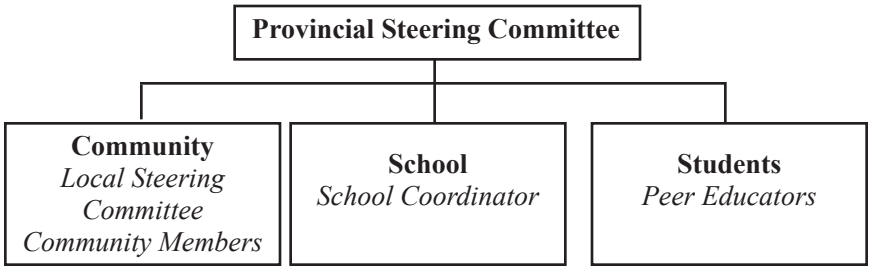 Provincial Steering Committee
Community
Local Steering
Committee
Community Members
School
School Coordinator
Students
Peer Educators